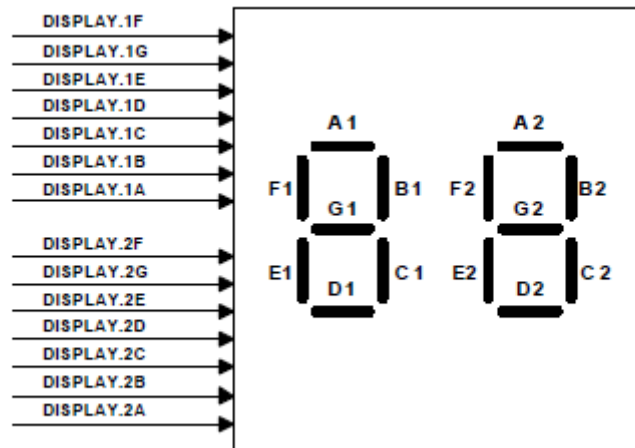 DISPLAY.1F
DISPLAY.1G
DISPLAY.1E
DISPLAY.1D
DISPLAY.1C
DISPLAY.1B
DISPLAY.1A
DISPLAY.2F
DISPLAY.2G
DISPLAY.2E
DISPLAY.2D
DISPLAY.2C
DISPLAY.2B
DISPLAY.2A
A1 A2
F1 B1 F2 B2
G1 G2
E1 C1 E2 C2
D1 D2